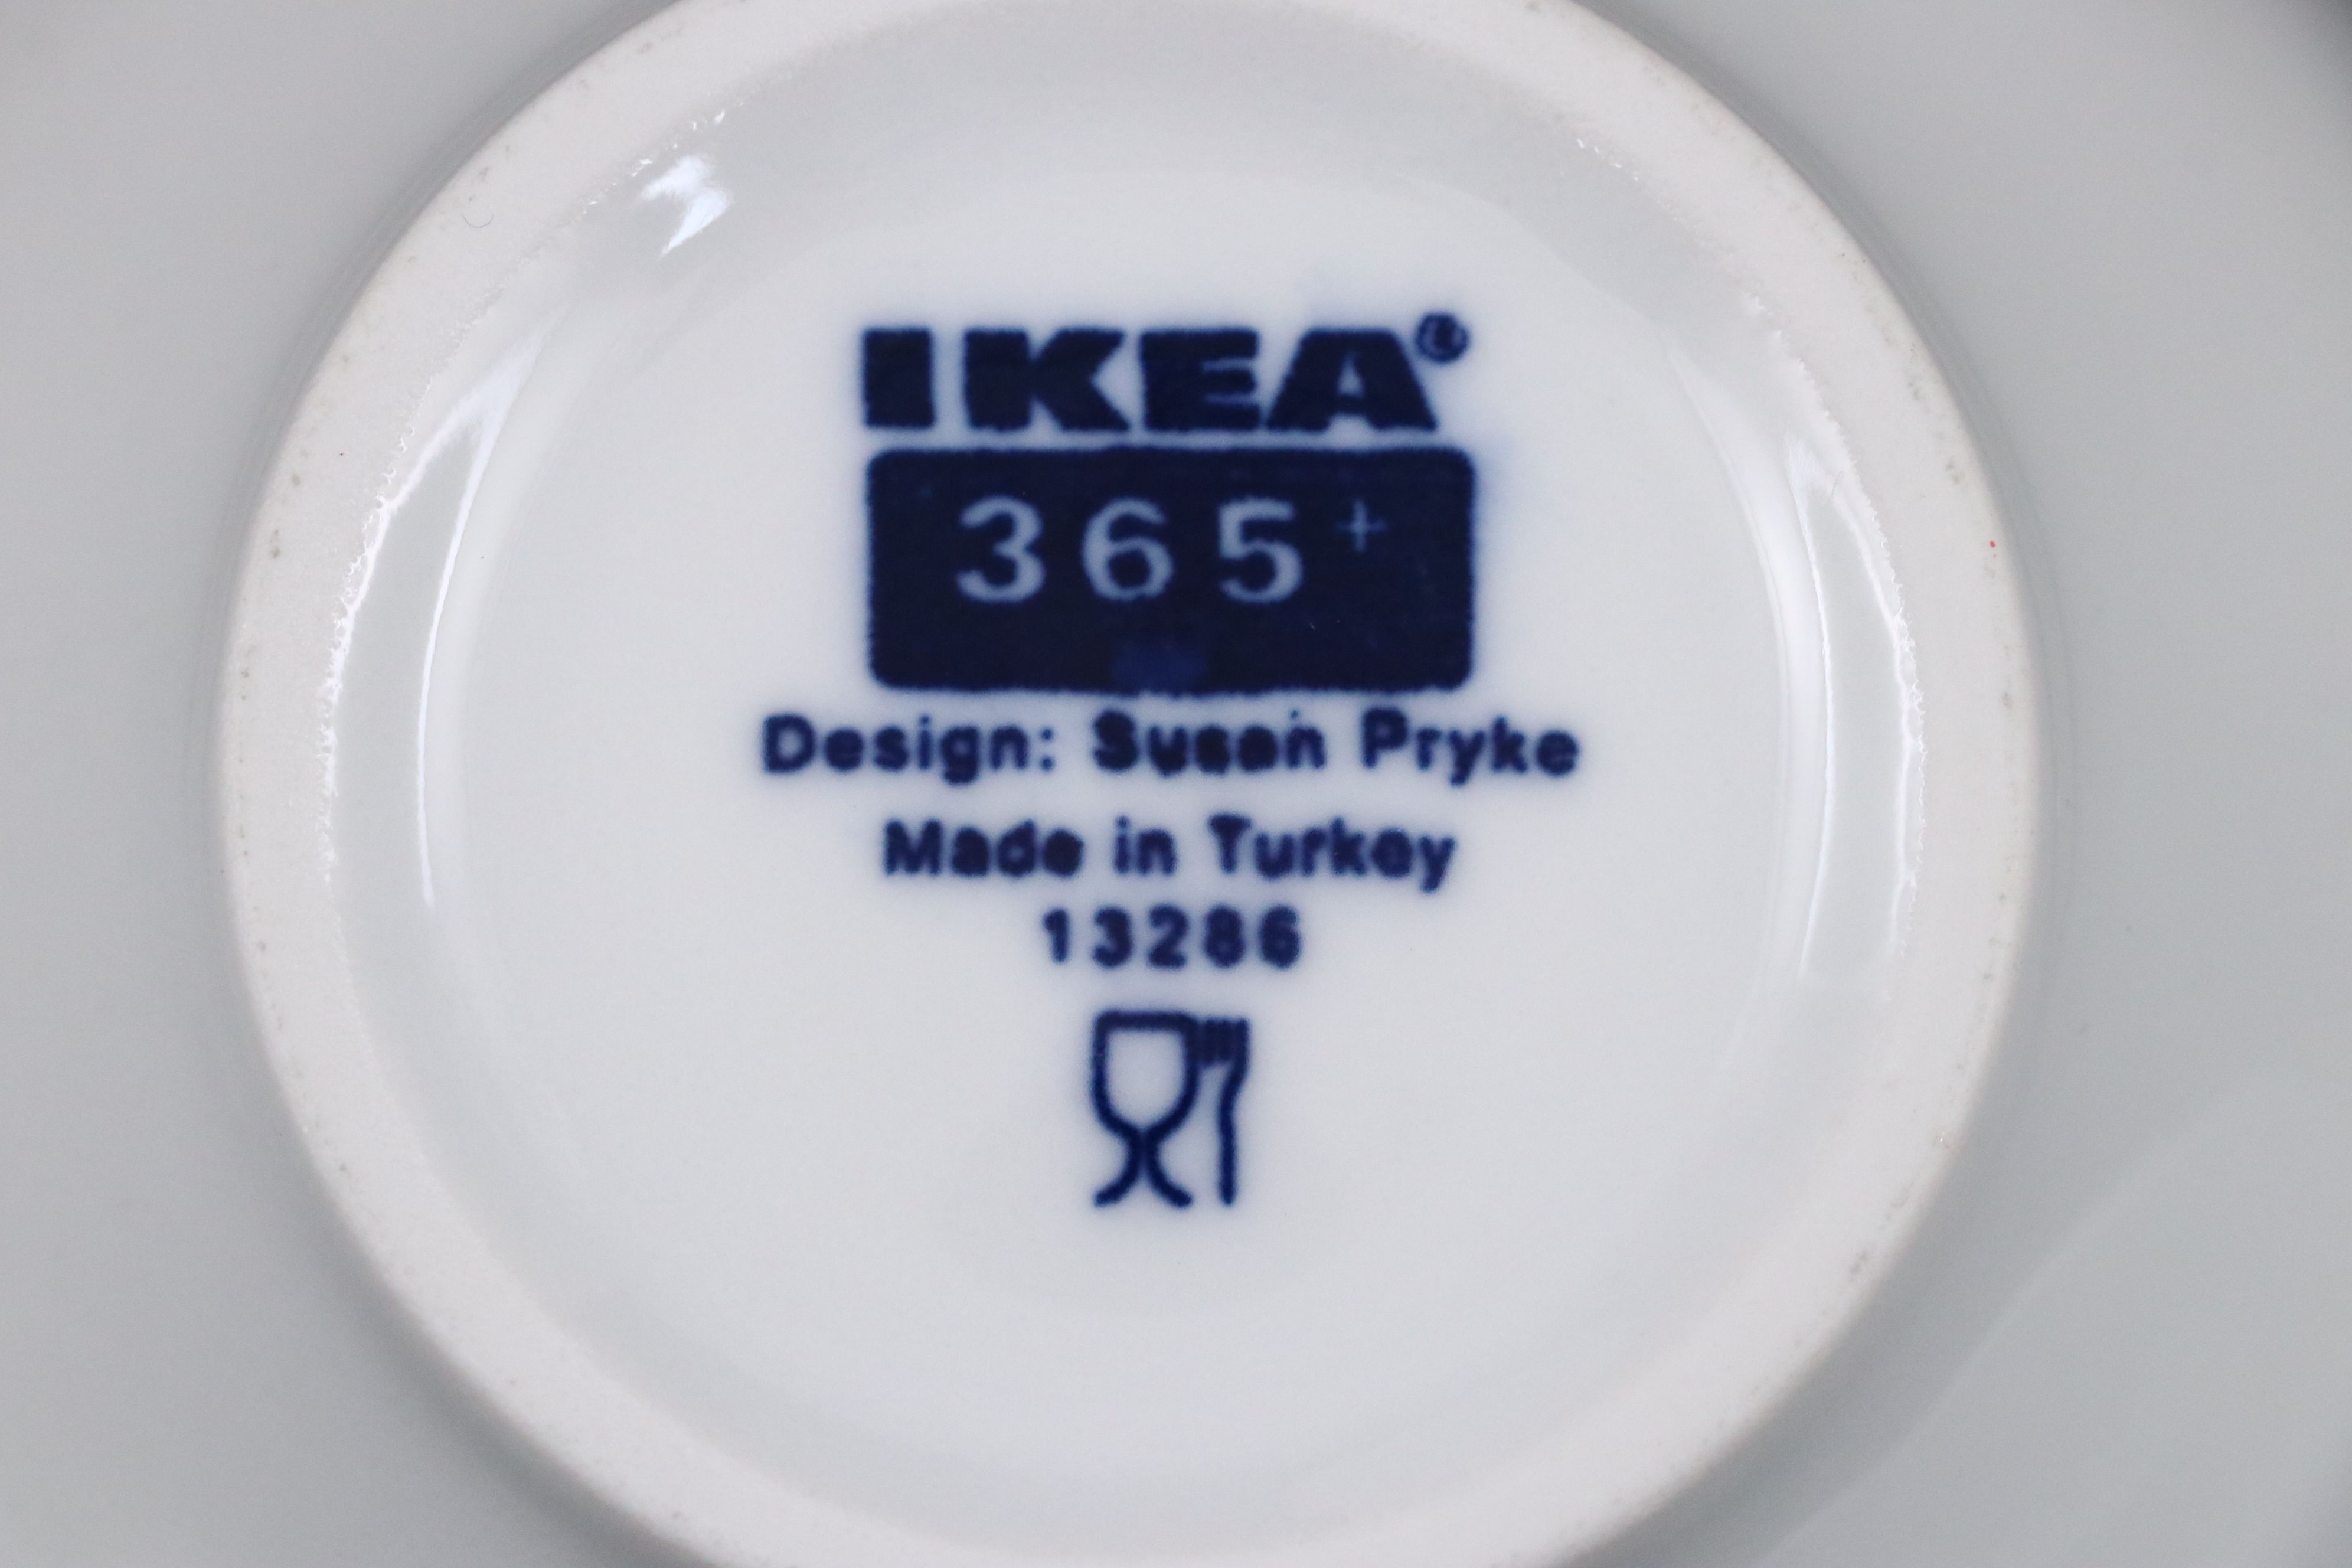 IKEA®
365+
Design: Susan Pryke
Made in Turkey
13286